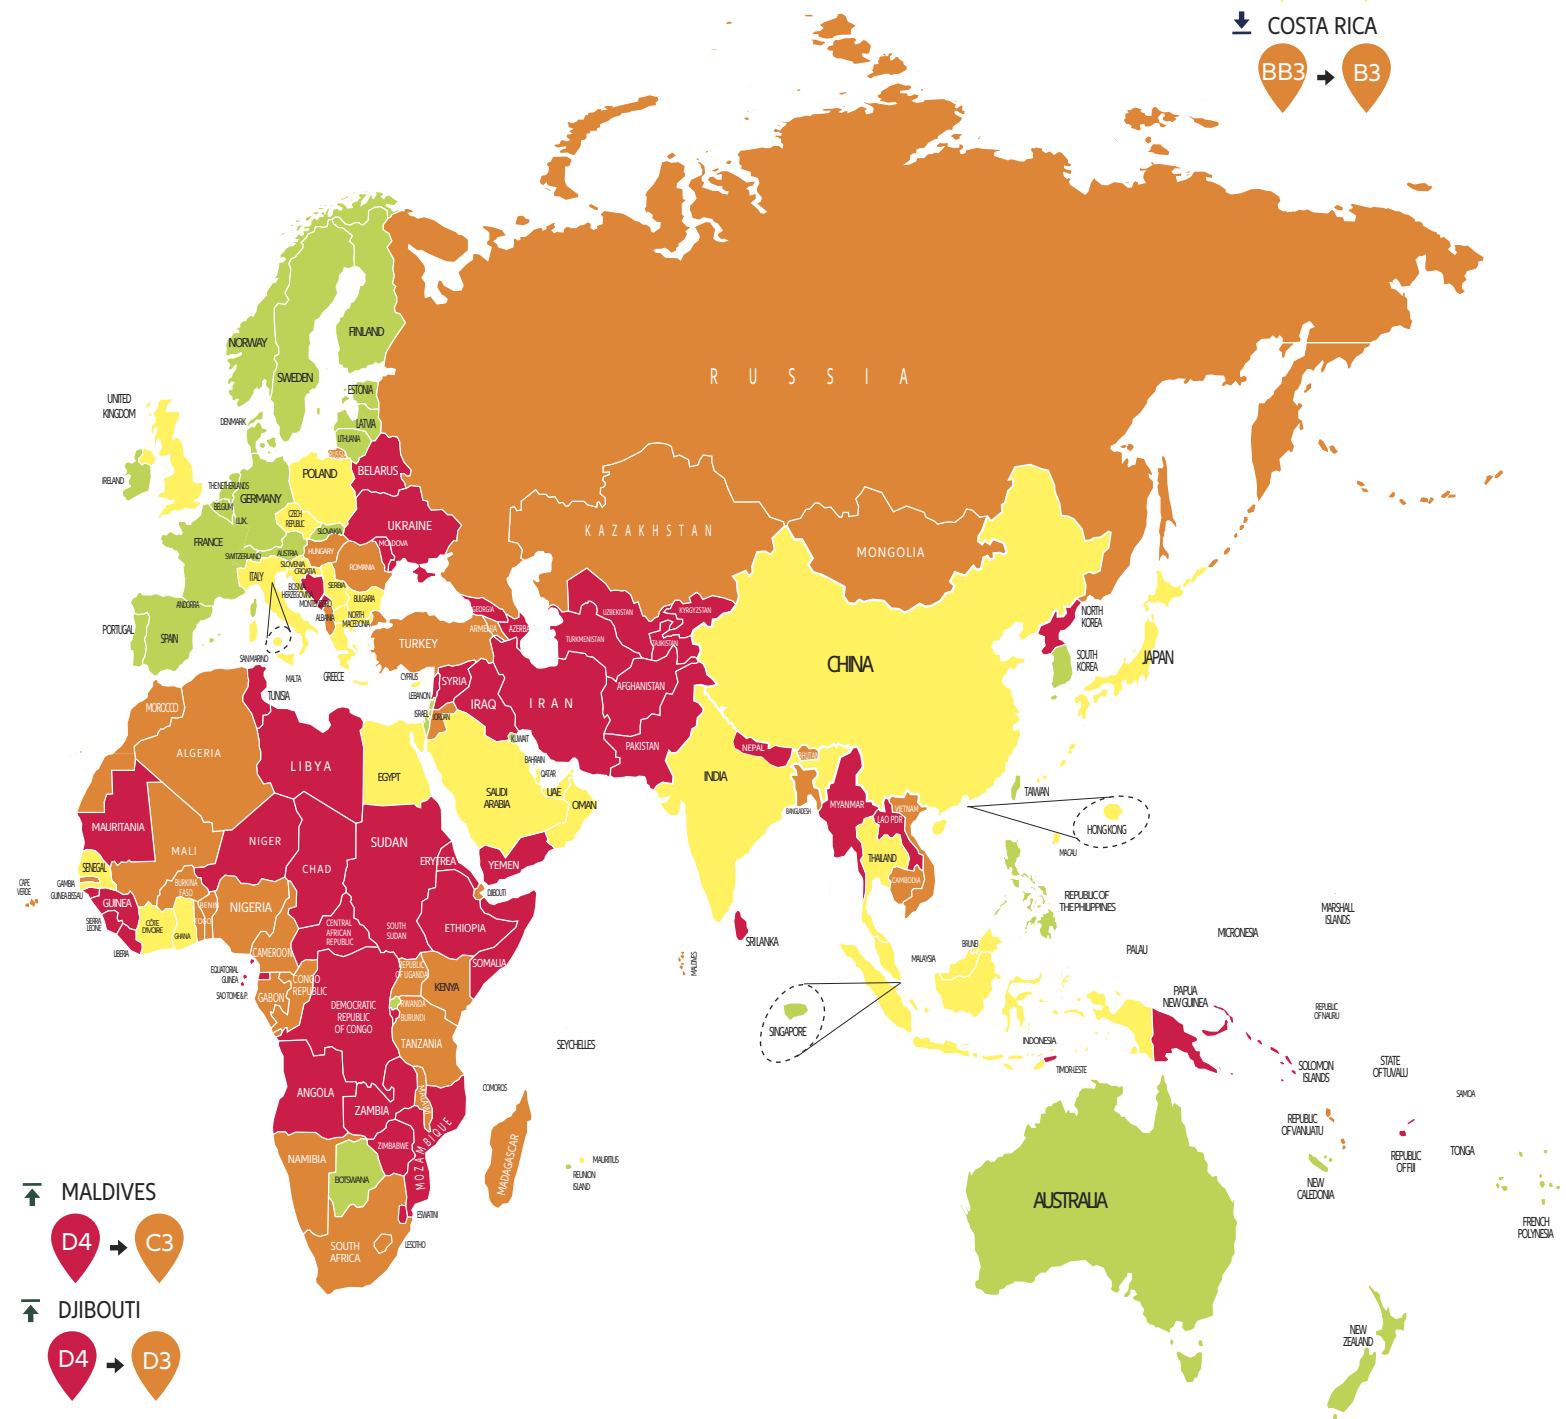 COSTA RICA
BB3
B3
RUSSIA
NORWAY
SWEDEN
FINLAND
ESTONIA
LATVIA
LITHUANIA
DENMARK
UNITED
KINGDOM
IRELAND
THE NETHERLANDS
BELGIUM
LUX.
GERMANY
POLAND
BELARUS
UKRAINE
MOLDOVA
CZECH
REPUBLIC
SLOVAKIA
FRANCE
SWITZERLAND
AUSTRIA
HUNGARY
ROMANIA
SLOVENIA
CROATIA
ITALY
BOSNIA
HERZEGOVINA
SERBIA
MONTENEGRO
BULGARIA
ALBANIA
NORTH
MACEDONIA
ANDORRA
PORTUGAL
SPAIN
SAN MARINO
MALTA
GREECE
CYPRUS
TURKEY
GEORGIA
ARMENIA
AZERB
KAZAKHSTAN
MONGOLIA
UZBEKISTAN
KYRGYZSTAN
TURKMENISTAN
TAJIKISTAN
CHINA
NORTH
KOREA
SOUTH
KOREA
JAPAN
TUNISIA
LEBANON
SYRIA
IRAQ
IRAN
AFGHANISTAN
PAKISTAN
ISRAEL
JORDAN
KUWAIT
BAHRAIN
QATAR
UAE
OMAN
SAUDI
ARABIA
YEMEN
NEPAL
BHUTAN
INDIA
BANGLADESH
MYANMAR
LAO PDR
VIETNAM
THAILAND
CAMBODIA
TAIWAN
HONG KONG
MACAU
REPUBLIC OF
THE PHILIPPINES
SRI LANKA
MALDIVES
MALAYSIA
BRUNEI
SINGAPORE
INDONESIA
TIMOR-LESTE
PALAU
MICRONESIA
MARSHALL
ISLANDS
PAPUA
NEW GUINEA
REPUBLIC
OF NAURU
SOLOMON
ISLANDS
STATE
OF TUVALU
SAMOA
REPUBLIC
OF VANUATU
REPUBLIC
OF FIJI
TONGA
NEW
CALEDONIA
FRENCH
POLYNESIA
AUSTRALIA
NEW
ZEALAND
MOROCCO
ALGERIA
LIBYA
EGYPT
MAURITANIA
MALI
NIGER
CHAD
SUDAN
ERYTREA
DJIBOUTI
CAPE
VERDE
SENEGAL
GAMBIA
GUINEA BISSAU
GUINEA
SIERRA
LEONE
LIBERIA
CÔTE
D'IVOIRE
BURKINA
FASO
GHANA
TOGO
BENIN
NIGERIA
CAMEROON
CENTRAL
AFRICAN
REPUBLIC
SOUTH
SUDAN
ETHIOPIA
SOMALIA
EQUATORIAL
GUINEA
SAO TOME & P.
GABON
CONGO
REPUBLIC
DEMOCRATIC
REPUBLIC
OF CONGO
REPUBLIC
OF UGANDA
KENYA
RWANDA
BURUNDI
TANZANIA
SEYCHELLES
COMOROS
ANGOLA
ZAMBIA
MALAWI
MOZAMBIQUE
ZIMBABWE
NAMIBIA
BOTSWANA
MADAGASCAR
MAURITIUS
REUNION
ISLAND
ESWATINI
SOUTH
AFRICA
LESOTHO
MALDIVES
D4
C3
DJIBOUTI
D4
D3